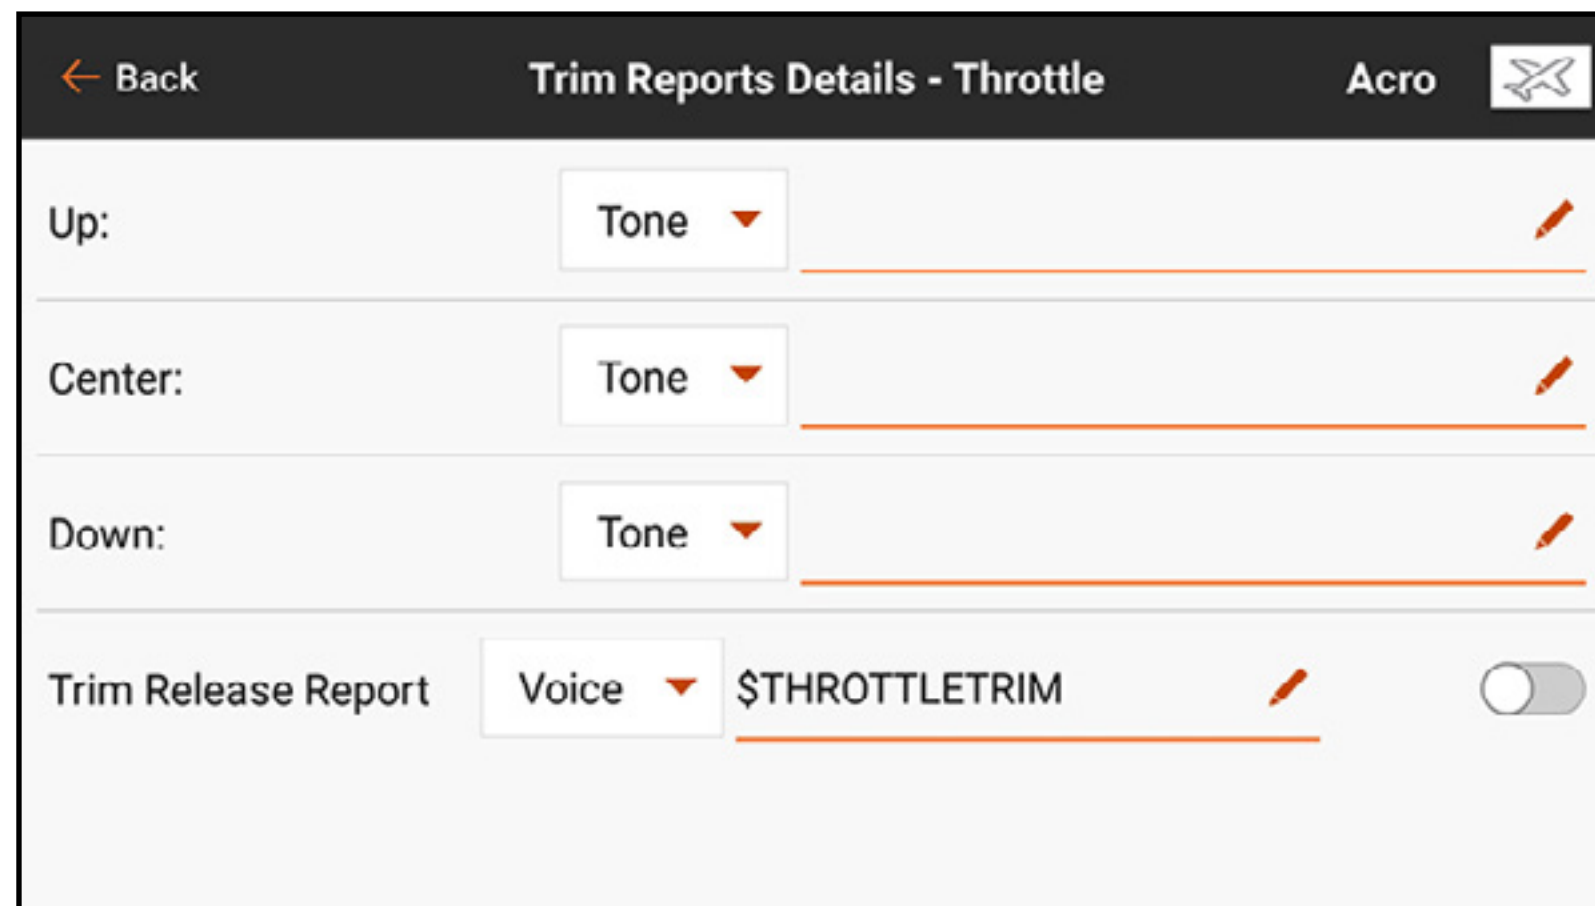 Back Trim Reports Details - Throttle Acro
Up: Tone
Center: Tone
Down: Tone
Trim Release Report Voice $THROTTLETRIM